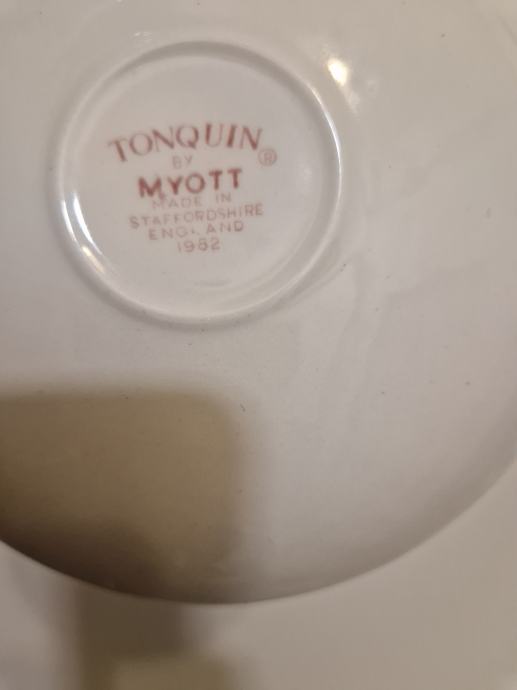 TONQUIN ®
BY
MYOTT
MADE IN
STAFFORDSHIRE
ENGLAND
1982